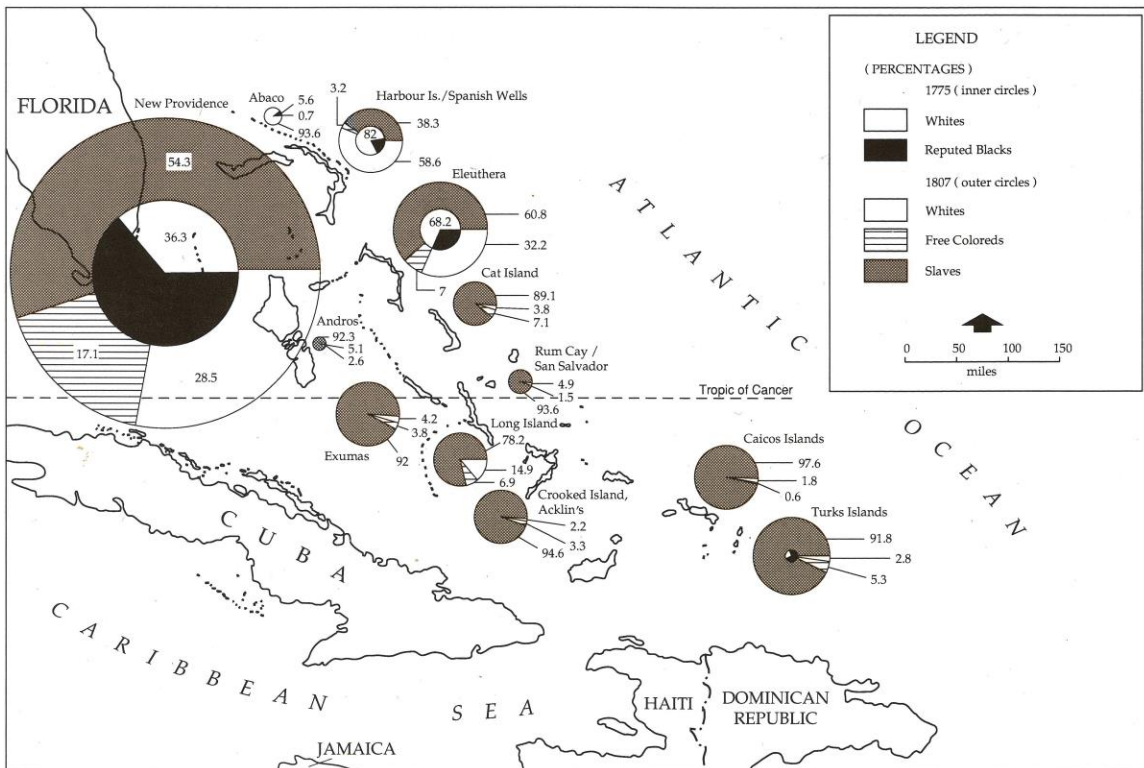 FLORIDA
New Providence
54.3
36.3
17.1
28.5
Abaco
5.6
0.7
93.6
Harbour Is./Spanish Wells
3.2
82
38.3
58.6
Eleuthera
68.2
60.8
32.2
7
Cat Island
89.1
3.8
7.1
Andros
92.3
5.1
2.6
Rum Cay /
San Salvador
4.9
1.5
93.6
Tropic of Cancer
Exumas
4.2
3.8
92
Long Island
78.2
14.9
6.9
Crooked Island,
Acklin's
2.2
3.3
94.6
Caicos Islands
97.6
1.8
0.6
Turks Islands
91.8
2.8
5.3
ATLANTIC
OCEAN
CUBA
CARIBBEAN
SEA
HAITI
DOMINICAN
REPUBLIC
JAMAICA
LEGEND
( PERCENTAGES )
1775 ( inner circles )
Whites
Reputed Blacks
1807 ( outer circles )
Whites
Free Coloreds
Slaves
0 50 100 150
miles